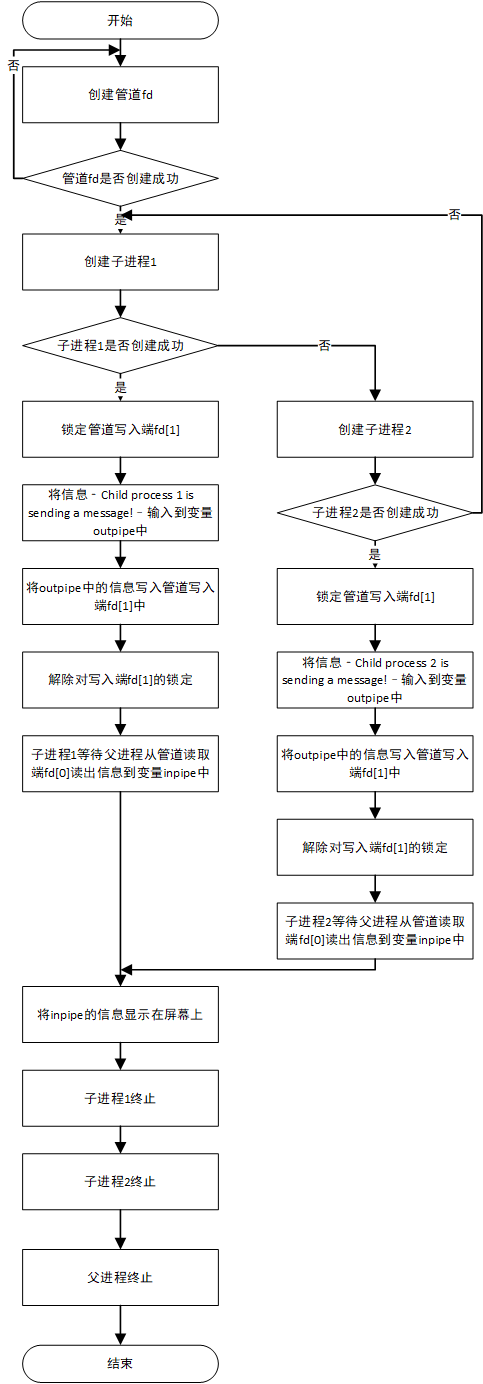 开始
否
创建管道fd
管道fd是否创建成功
是
否
创建子进程1
子进程1是否创建成功
否
是
锁定管道写入端fd[1]
创建子进程2
将信息 - Child process 1 is
sending a message! - 输入到变量
outpipe中
子进程2是否创建成功
是
将outpipe中的信息写入管道写入
端fd[1]中
锁定管道写入端fd[1]
解除对写入端fd[1]的锁定
将信息 - Child process 2 is
sending a message! - 输入到变量
outpipe中
子进程1等待父进程从管道读取
端fd[0]读出信息到变量inpipe中
将outpipe中的信息写入管道写入
端fd[1]中
解除对写入端fd[1]的锁定
子进程2等待父进程从管道读取
端fd[0]读出信息到变量inpipe中
将inpipe的信息显示在屏幕上
子进程1终止
子进程2终止
父进程终止
结束